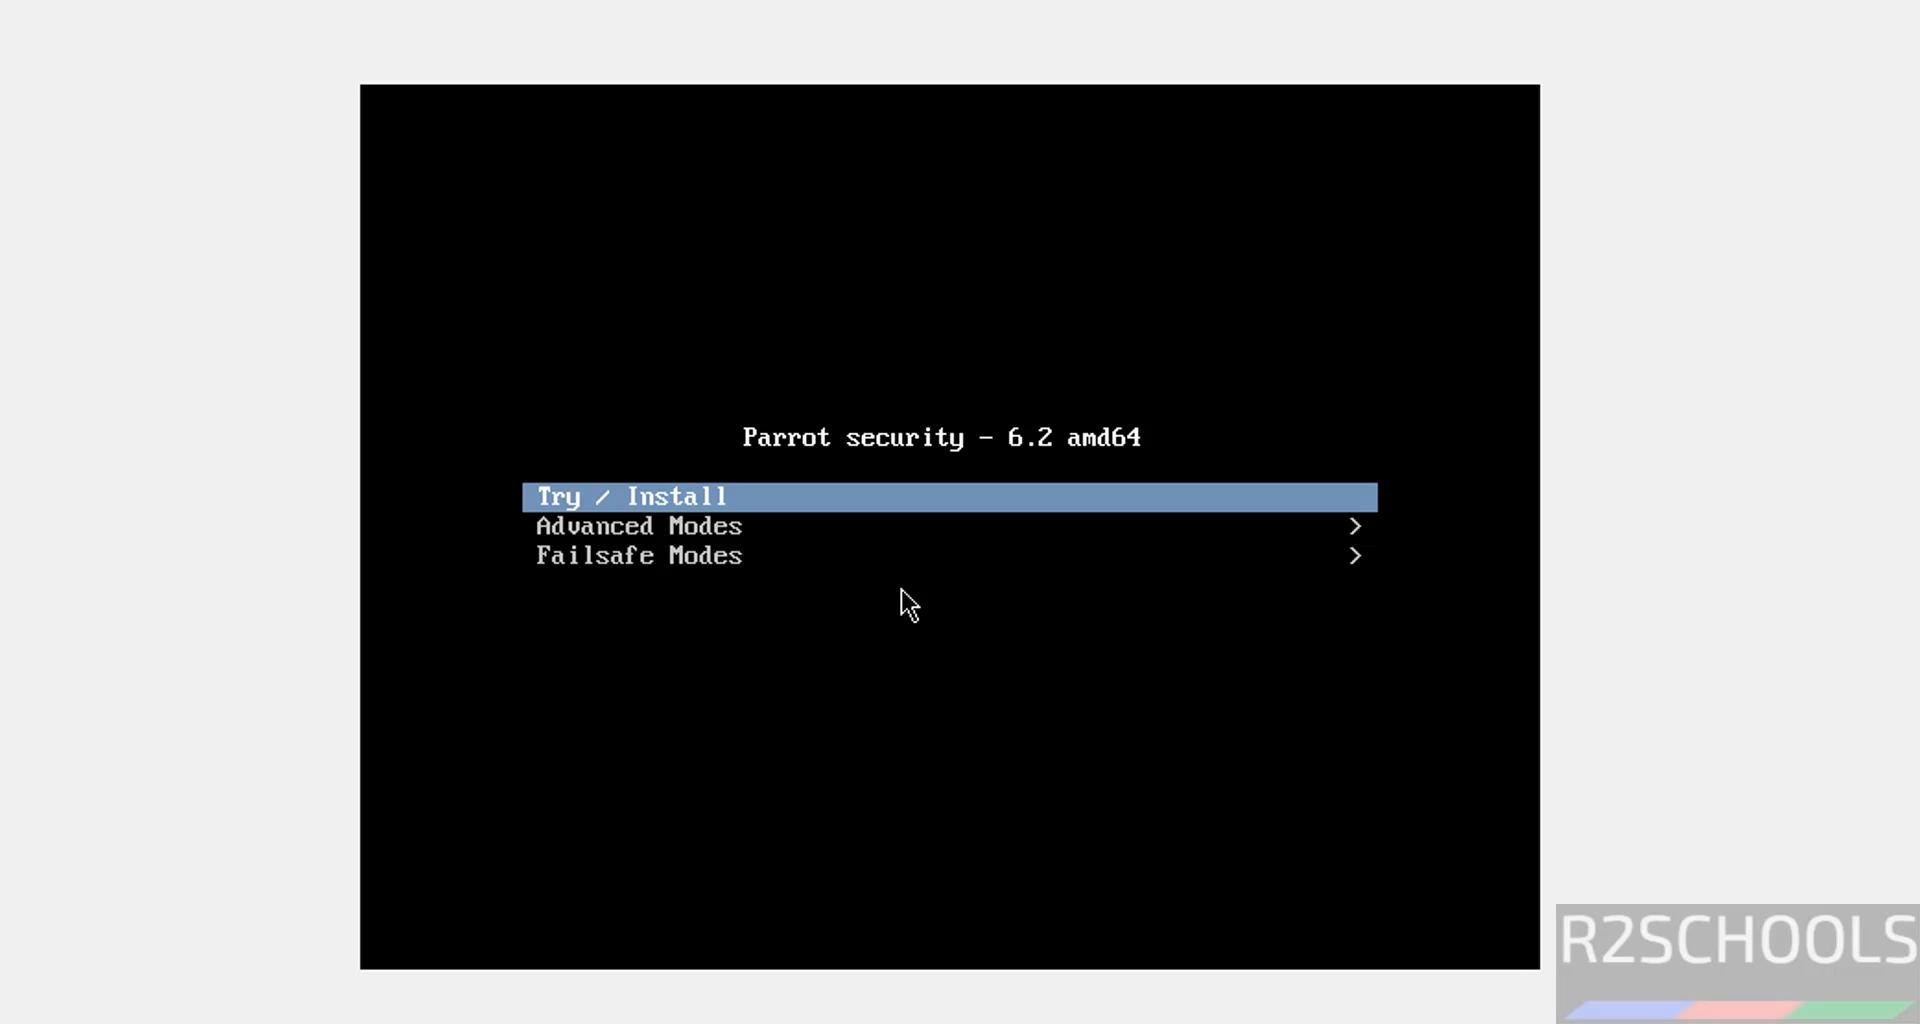 Parrot security - 6.2 amd64
Try / Install
Advanced Modes >
Failsafe Modes >
R2SCHOOLS